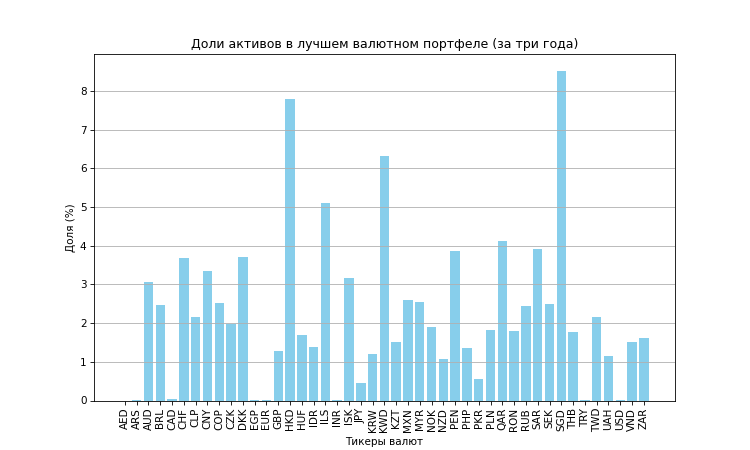 Доли активов в лучшем валютном портфеле (за три года)
Доля (%)
8
7
6
5
4
3
2
1
0
AED ARS AUD BRL CAD CHF CLP CNY COP CZK DKK EGP EUR GBP HKD HUF IDR ILS INR ISK JPY KRW KWD KZT MXN MYR NOK NZD PEN PHP PKR PLN QAR RON RUB SAR SEK SGD THB TRY TWD UAH USD VND ZAR
Тикеры валют